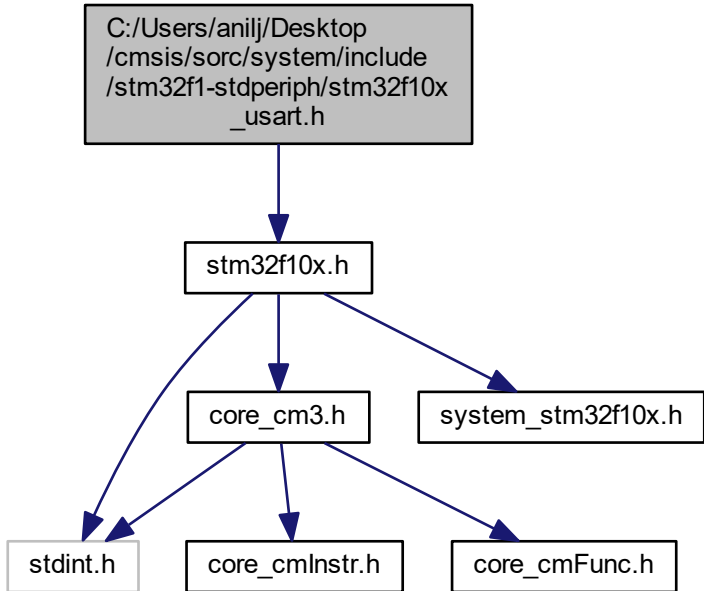 C:/Users/anilj/Desktop
/cmsis/sorc/system/include
/stm32f1-stdperiph/stm32f10x
_usart.h
stm32f10x.h
core_cm3.h
system_stm32f10x.h
stdint.h
core_cmInstr.h
core_cmFunc.h